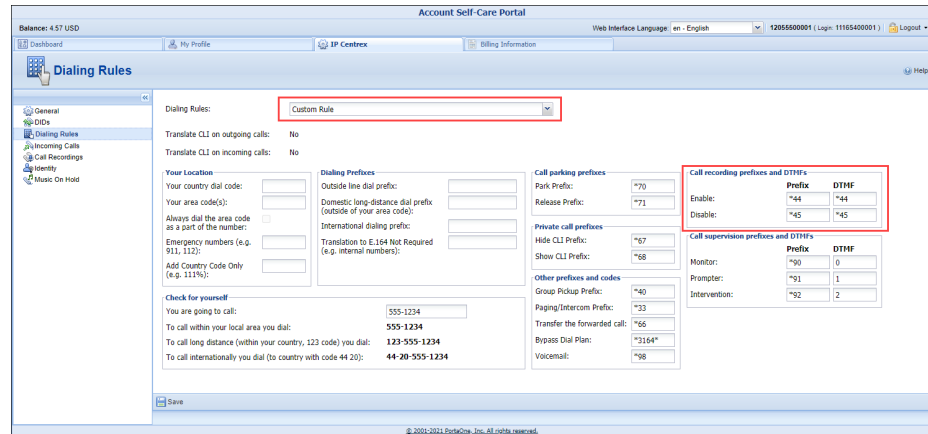 Account Self-Care Portal
Balance: 4.57 USD
Web Interface Language: en - English
12055500001 ( Login: 11165400001 )
Logout
Dashboard
My Profile
IP Centrex
Billing Information
Dialing Rules
Help
General
DIDs
Dialing Rules
Incoming Calls
Call Recordings
Identity
Music On Hold
Dialing Rules: Custom Rule
Translate CLI on outgoing calls: No
Translate CLI on incoming calls: No
Your Location
Your country dial code:
Your area code(s):
Always dial the area code
as a part of the number:
Emergency numbers (e.g.
911, 112):
Add Country Code Only
(e.g. 111%):
Dialing Prefixes
Outside line dial prefix:
Domestic long-distance dial prefix
(outside of your area code):
International dialing prefix:
Translation to E.164 Not Required
(e.g. internal numbers):
Check for yourself
You are going to call: 555-1234
To call within your local area you dial: 555-1234
To call long distance (within your country, 123 code) you dial: 123-555-1234
To call internationally you dial (to country with code 44 20): 44-20-555-1234
Call parking prefixes
Park Prefix: *70
Release Prefix: *71
Private call prefixes
Hide CLI Prefix: *67
Show CLI Prefix: *68
Other prefixes and codes
Group Pickup Prefix: *40
Paging/Intercom Prefix: *33
Transfer the forwarded call: *66
Bypass Dial Plan: *3164*
Voicemail: *98
Call recording prefixes and DTMFs
Prefix DTMF
Enable: *44 *44
Disable: *45 *45
Call supervision prefixes and DTMFs
Prefix DTMF
Monitor: *90 0
Prompter: *91 1
Intervention: *92 2
Save
© 2001-2021 PortaOne, Inc. All rights reserved.